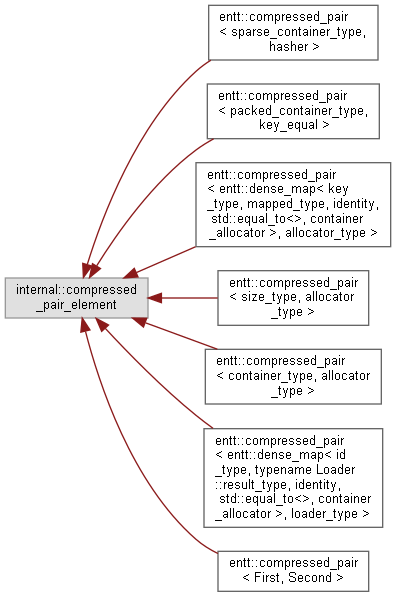 entt::compressed_pair
< sparse_container_type,
hasher >
entt::compressed_pair
< packed_container_type,
key_equal >
entt::compressed_pair
< entt::dense_map< key
_type, mapped_type, identity,
std::equal_to<>, container
_allocator >, allocator_type >
internal::compressed
_pair_element
entt::compressed_pair
< size_type, allocator
_type >
entt::compressed_pair
< container_type, allocator
_type >
entt::compressed_pair
< entt::dense_map< id
_type, typename Loader
::result_type, identity,
std::equal_to<>, container
_allocator >, loader_type >
entt::compressed_pair
< First, Second >